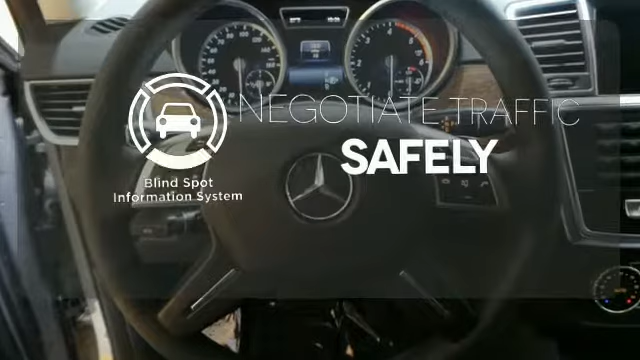 NEGOTIATE TRAFFIC
SAFELY
Blind Spot
Information System